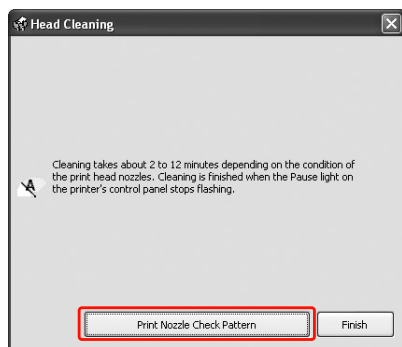 Head Cleaning
Cleaning takes about 2 to 12 minutes depending on the condition of
the print head nozzles. Cleaning is finished when the Pause light on
the printer's control panel stops flashing.
Print Nozzle Check Pattern
Finish